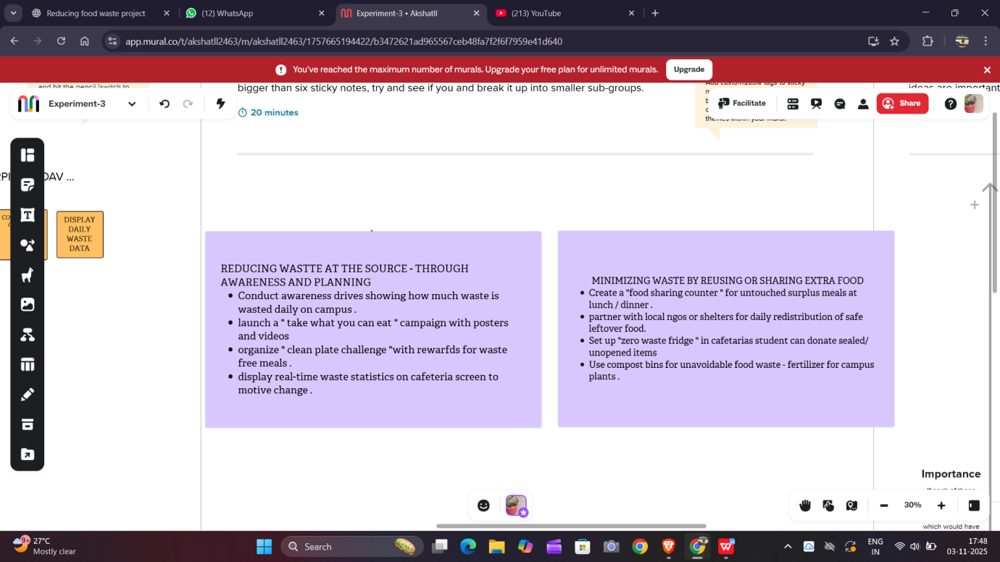 Reducing food waste project
(12) WhatsApp
Experiment-3 • Akshatll
(213) YouTube
app.mural.co/t/akshatll2463/m/akshatll2463/1757665194422/b3472621ad965567ceb48fa7f2f6f7959e41d640
You've reached the maximum number of murals. Upgrade your free plan for unlimited murals.
Upgrade
and hit the pencil [switch to
bigger than six sticky notes, try and see if you and break it up into smaller sub-groups.
Add customizable tags to sticky
ideas are important
Experiment-3
20 minutes
Facilitate
Share
themes within your mural.
DAV ...
CO
DISPLAY
DAILY
WASTE
DATA
REDUCING WASTTE AT THE SOURCE - THROUGH
AWARENESS AND PLANNING
• Conduct awareness drives showing how much waste is
wasted daily on campus .
• launch a " take what you can eat " campaign with posters
and videos
• organize " clean plate challenge "with rewarfds for waste
free meals .
• display real-time waste statistics on cafeteria screen to
motive change .
MINIMIZING WASTE BY REUSING OR SHARING EXTRA FOOD
• Create a "food sharing counter " for untouched surplus meals at
lunch / dinner .
• partner with local ngos or shelters for daily redistribution of safe
leftover food.
• Set up "zero waste fridge " in cafetarias student can donate sealed/
unopened items
• Use compost bins for unavoidable food waste - fertilizer for campus
plants .
Importance
which would have
30%
9+
27°C
Mostly clear
Search
ENG
IN
17:48
03-11-2025